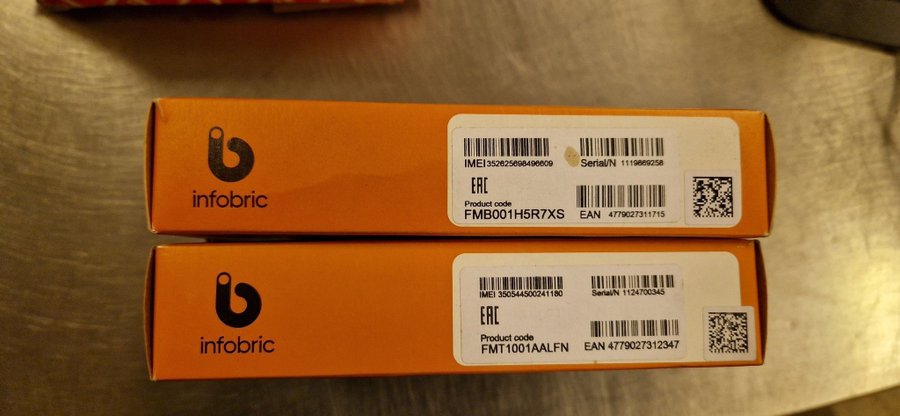 infobric
IMEI 352625698496609
Serial/N 1119669258
EAC
Product code
FMB001H5R7XS
EAN 4779027311715
infobric
IMEI 350544500241180
Serial/N 1124700345
EAC
Product code
FMT1001AALFN
EAN 4779027312347